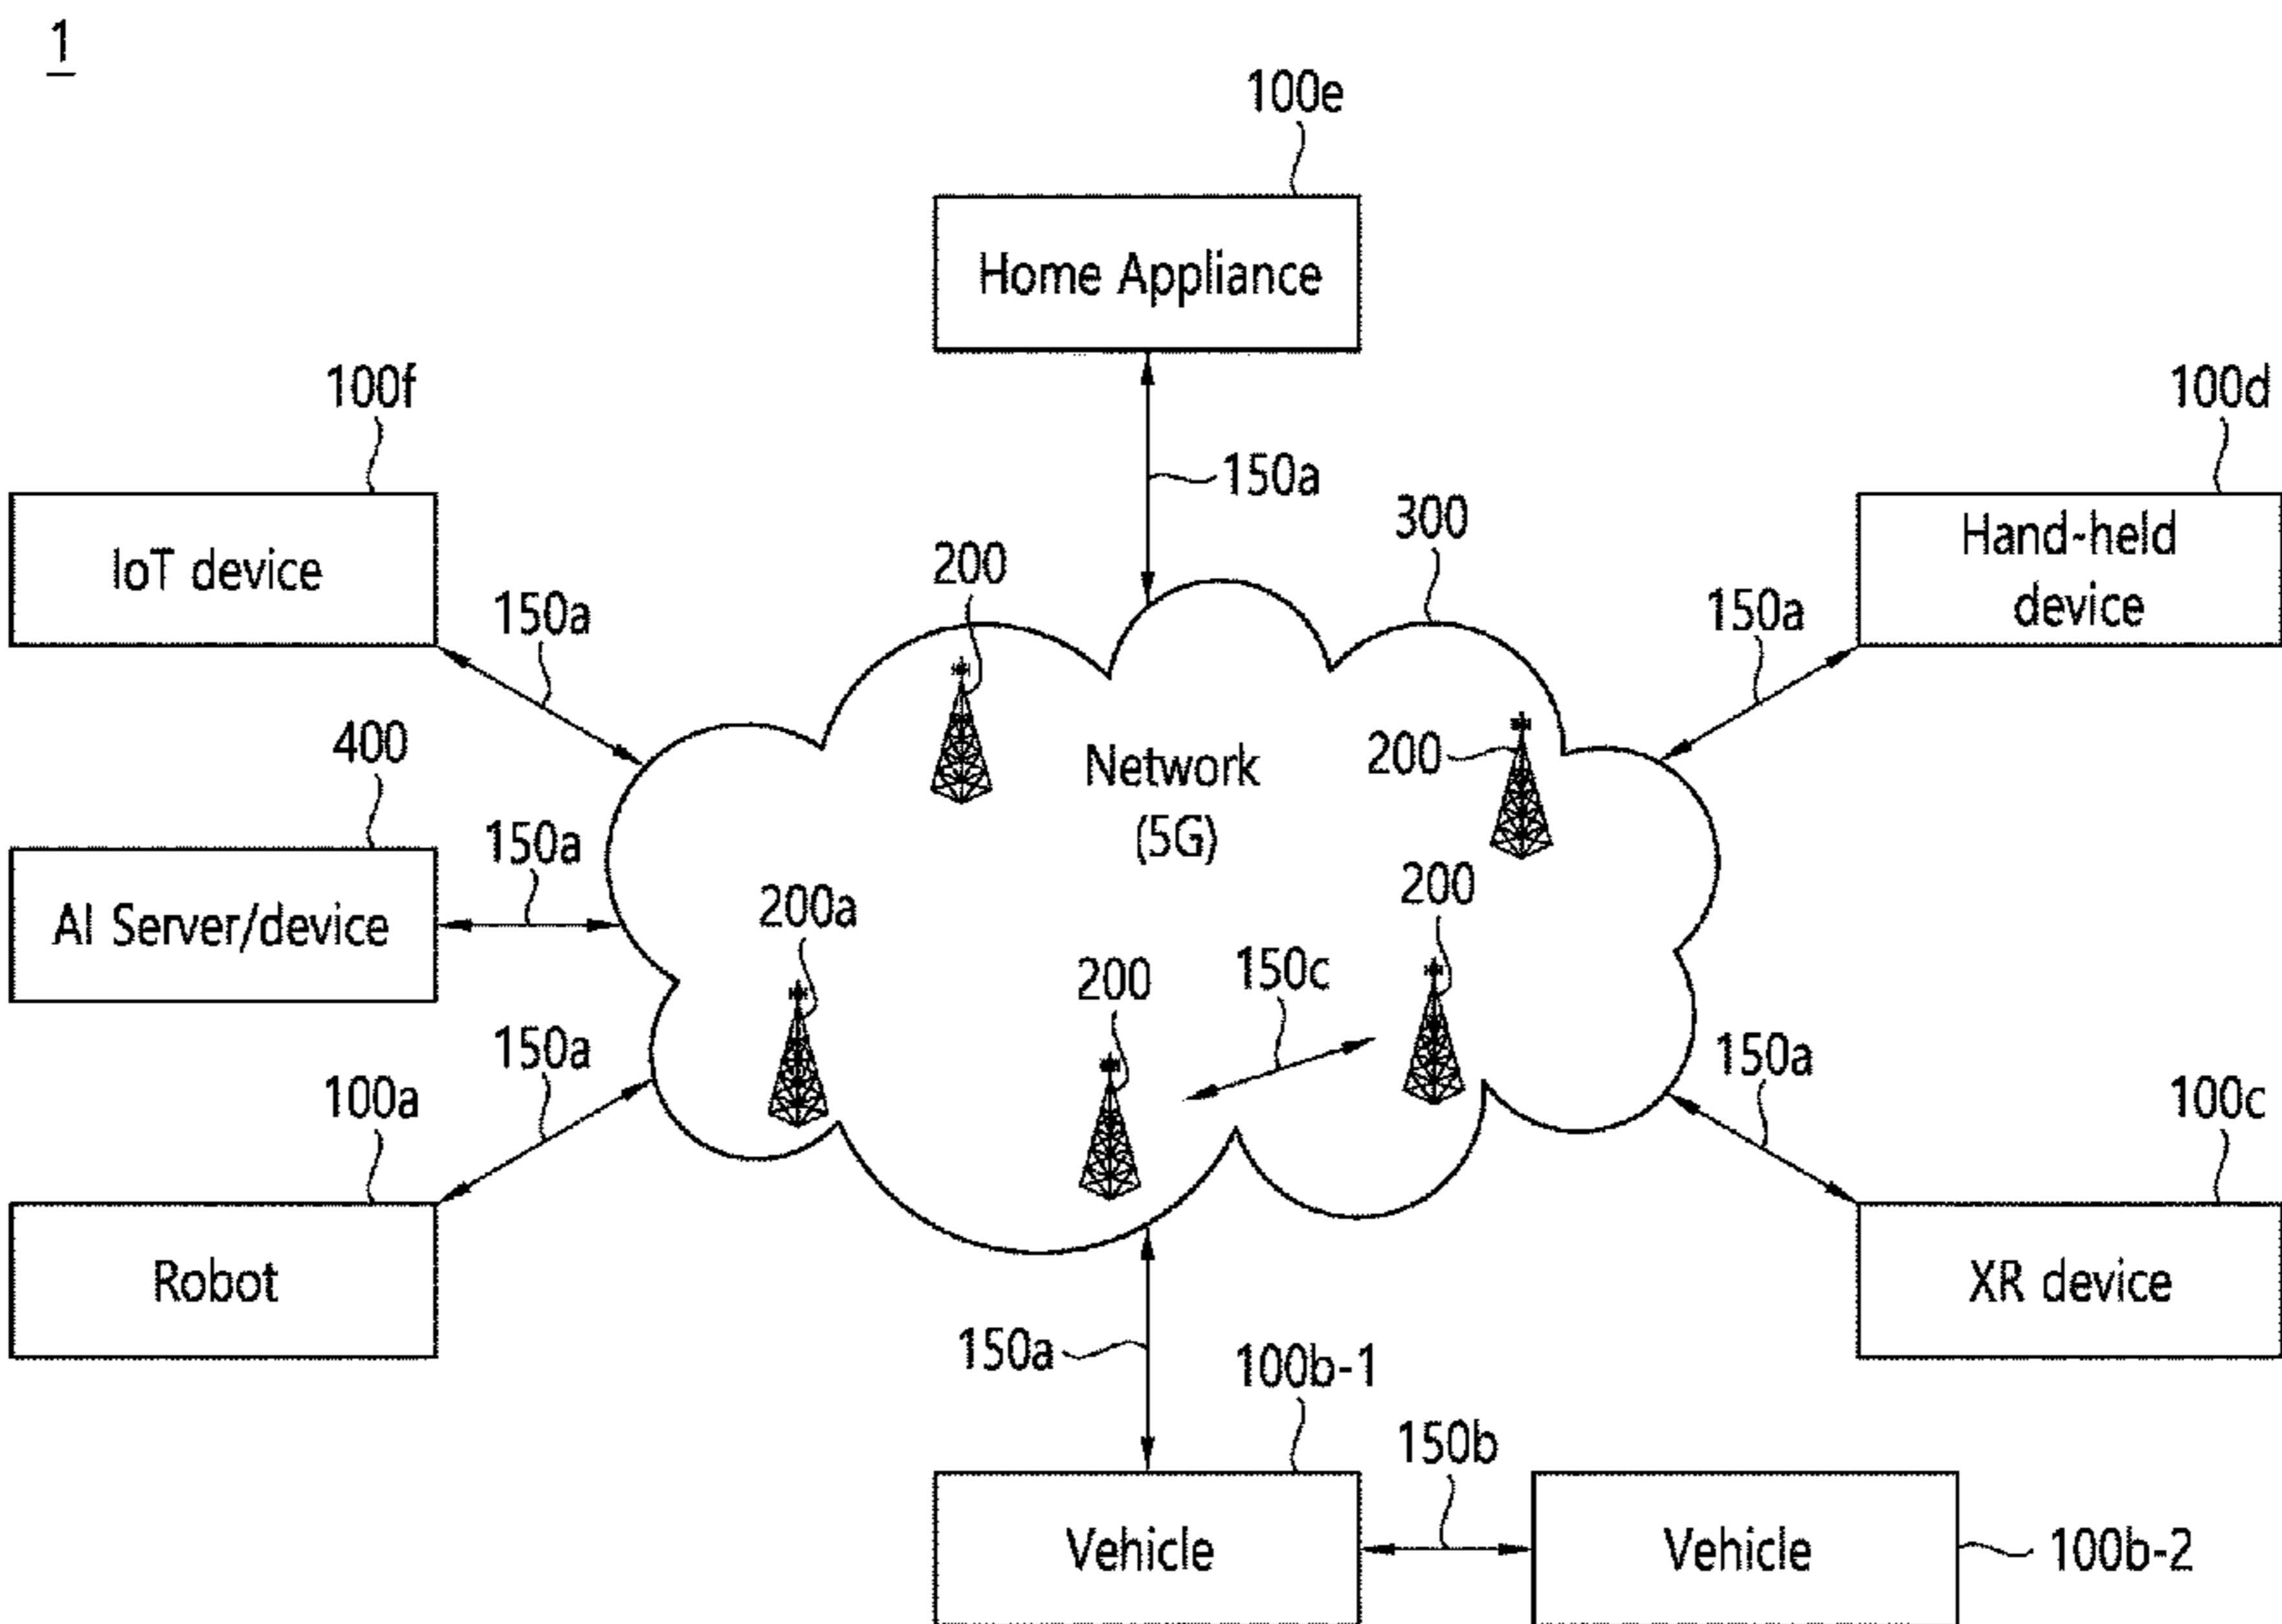 1
100e
Home Appliance
100f
100d
150a
IoT device
300
Hand-held
device
200
150a
150a
400
Network
(5G)
200
AI Server/device
150a
200a
200
200
150c
100a
150a
150a
100c
Robot
XR device
150a
100b-1
150b
Vehicle
Vehicle
100b-2